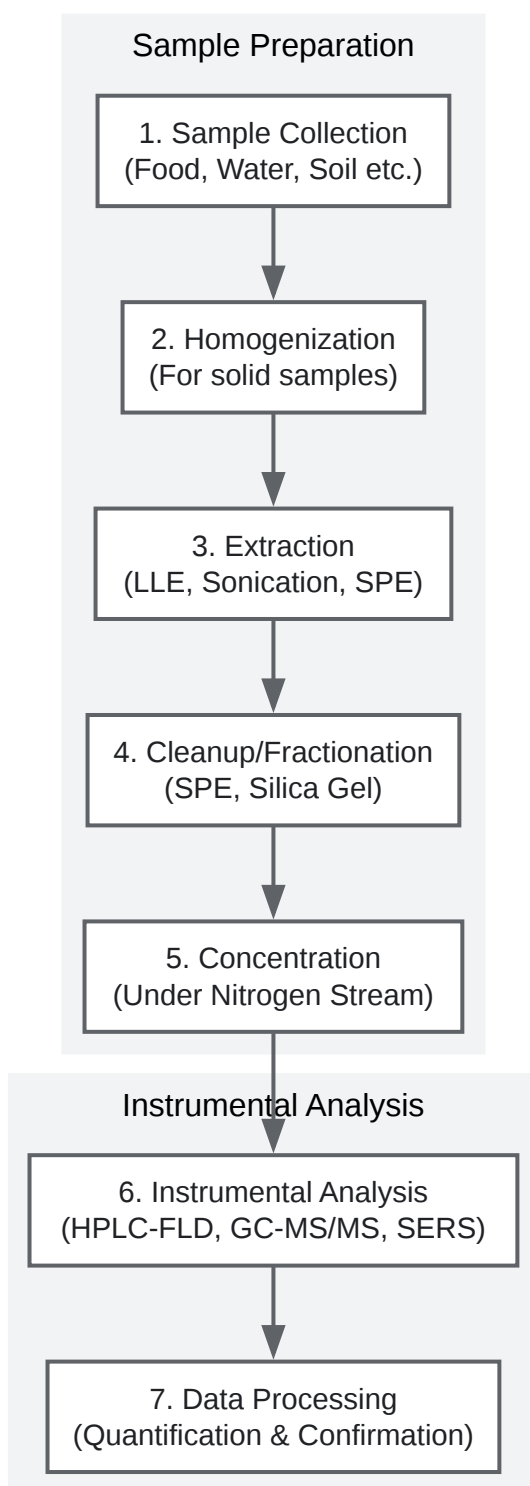 Sample Preparation
1. Sample Collection
(Food, Water, Soil etc.)
2. Homogenization
(For solid samples)
3. Extraction
(LLE, Sonication, SPE)
4. Cleanup/Fractionation
(SPE, Silica Gel)
5. Concentration
(Under Nitrogen Stream)
Instrumental Analysis
6. Instrumental Analysis
(HPLC-FLD, GC-MS/MS, SERS)
7. Data Processing
(Quantification & Confirmation)